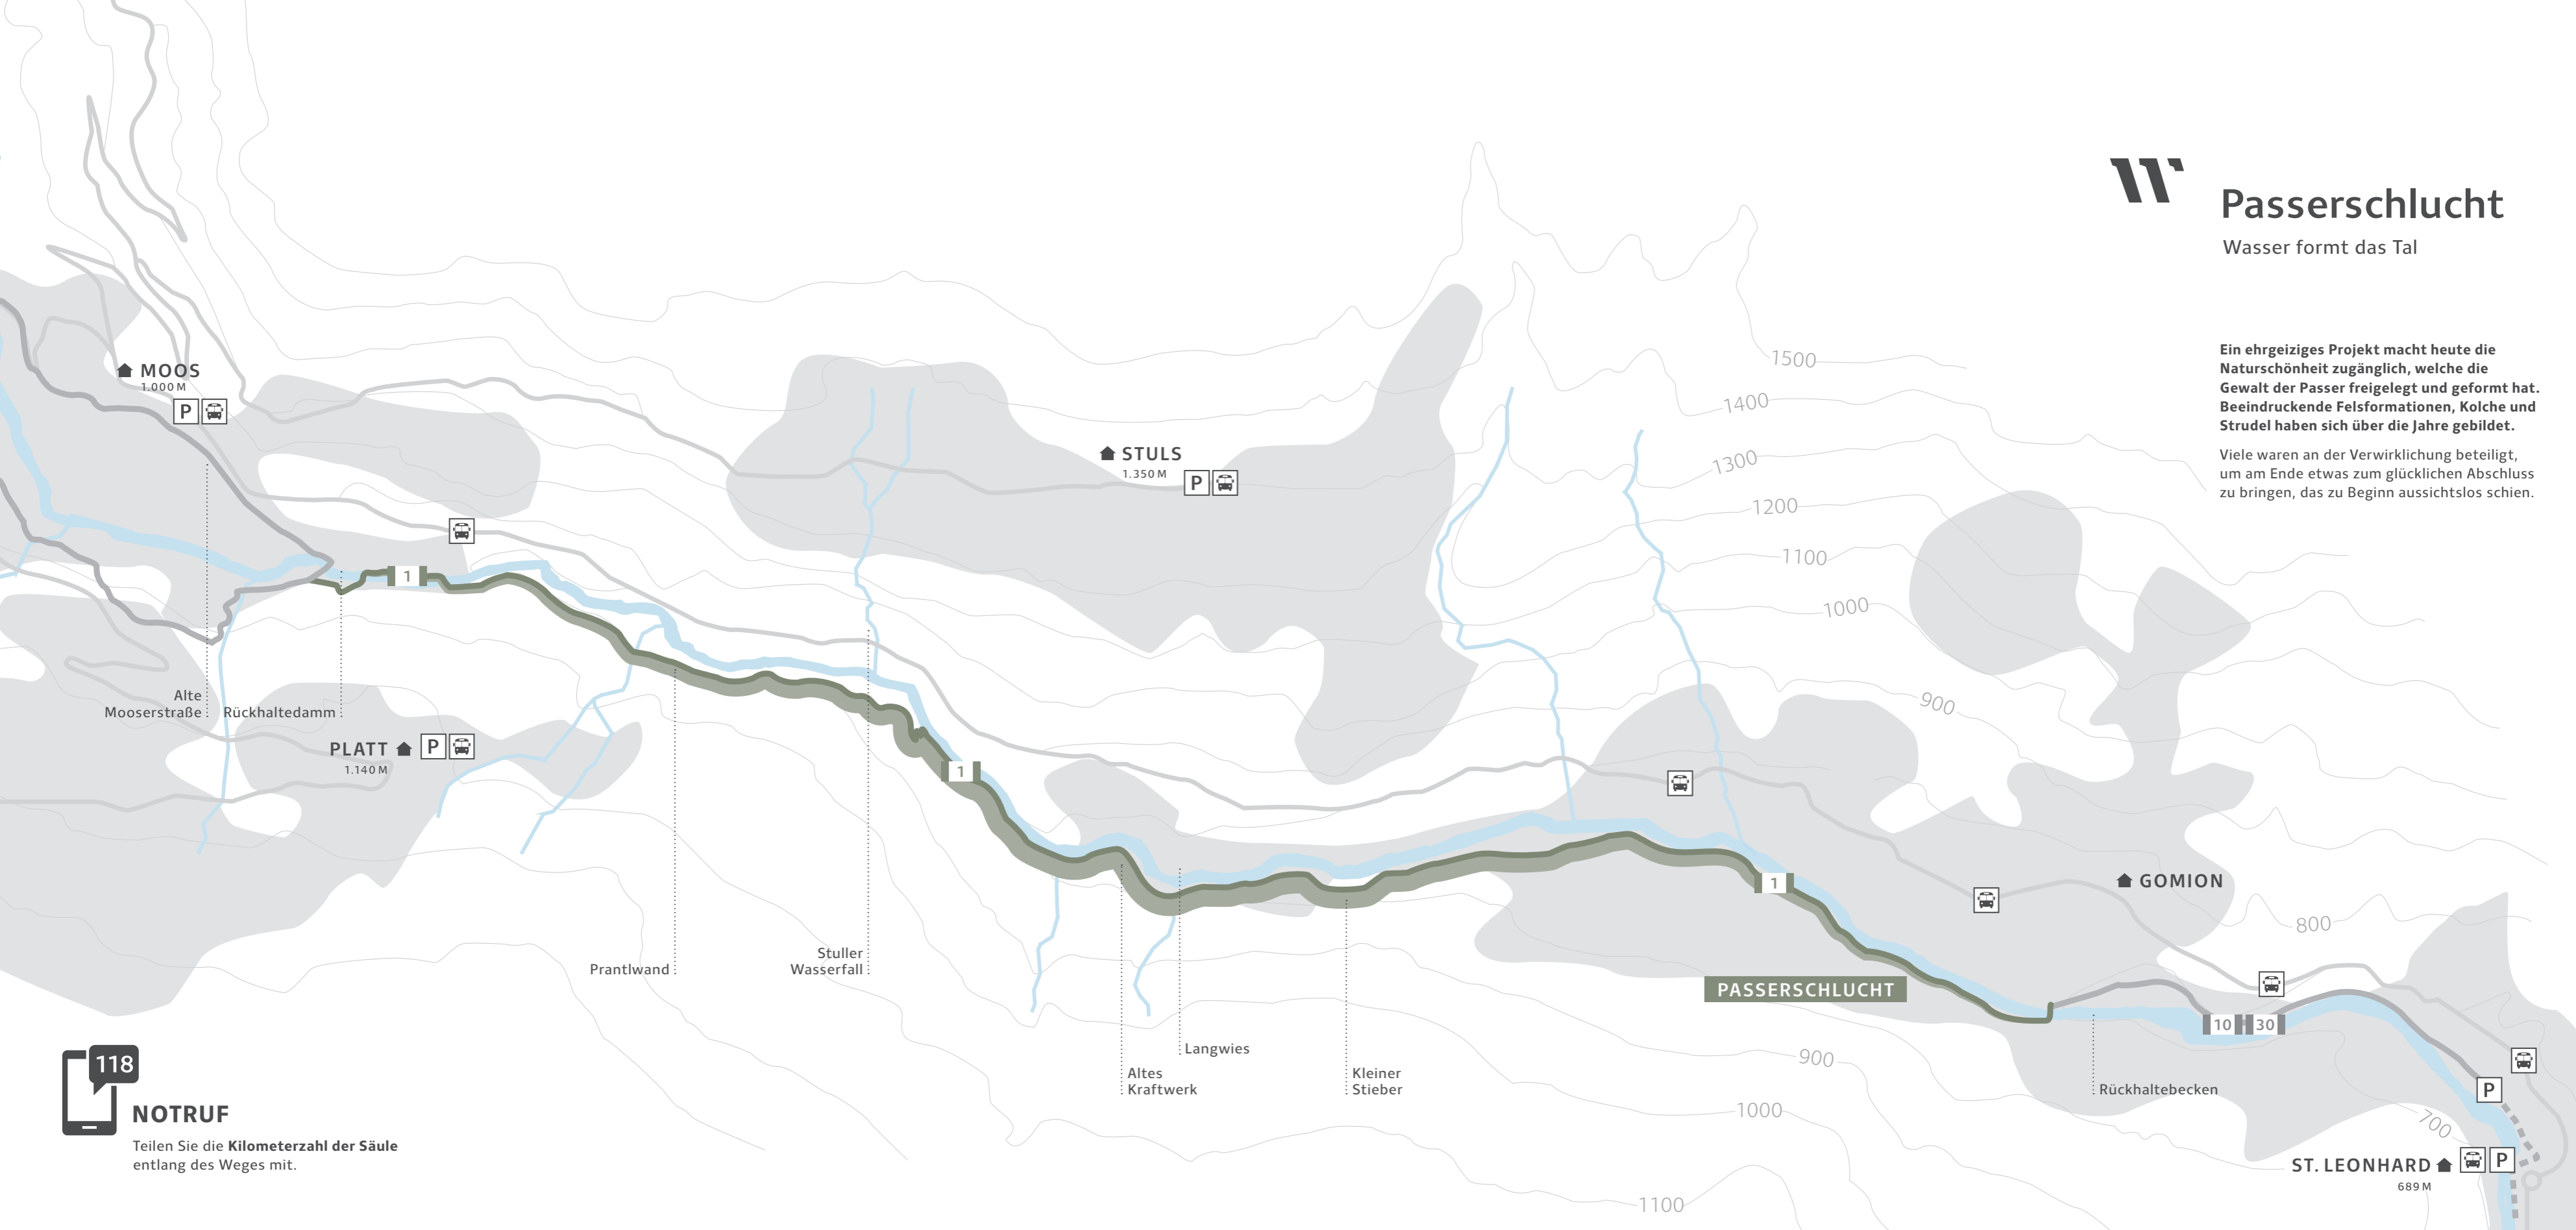 Passerschlucht
Wasser formt das Tal
Ein ehrgeiziges Projekt macht heute die
Naturschönheit zugänglich, welche die
Gewalt der Passer freigelegt und geformt hat.
Beeindruckende Felsformationen, Kolche und
Strudel haben sich über die Jahre gebildet.
Viele waren an der Verwirklichung beteiligt,
um am Ende etwas zum glücklichen Abschluss
zu bringen, das zu Beginn aussichtslos schien.
MOOS
1.000 M
P
STULS
1.350 M
P
1500
1400
1300
1200
1100
1000
900
1
Alte
Mooserstraße
Rückhaltedamm
PLATT
P
1.140 M
1
1
GOMION
800
Prantlwand
Stuller
Wasserfall
PASSERSCHLUCHT
10
30
Langwies
Altes
Kraftwerk
Kleiner
Stieber
900
1000
1100
Rückhaltebecken
P
700
ST. LEONHARD
P
689 M
118
NOTRUF
Teilen Sie die Kilometerzahl der Säule
entlang des Weges mit.